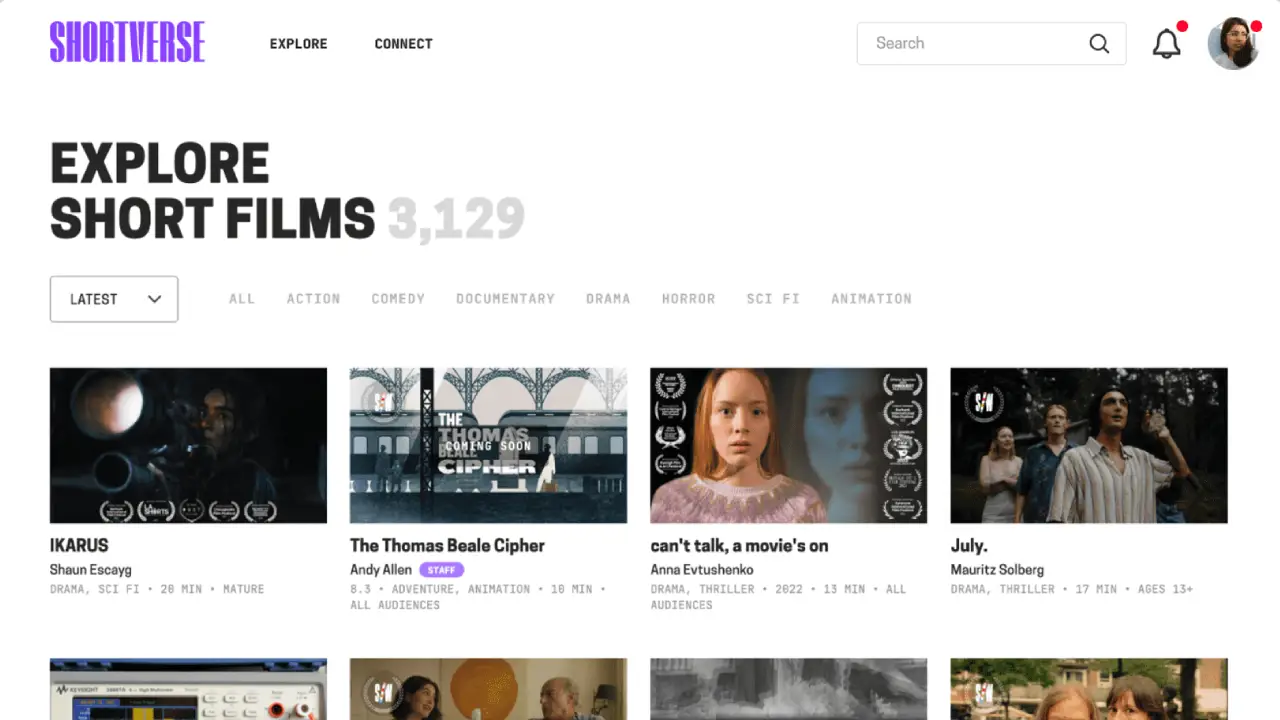 SHORTVERSE
EXPLORE
CONNECT
Search
EXPLORE
SHORT FILMS 3,129
LATEST
ALL
ACTION
COMEDY
DOCUMENTARY
DRAMA
HORROR
SCI FI
ANIMATION
LA SHORTS
S/W
THE
THOMAS
BEALE
CIPHER
COMING SOON
S/W
IKARUS
Shaun Escayg
DRAMA, SCI FI • 20 MIN • MATURE
The Thomas Beale Cipher
Andy Allen STAFF
8.3 • ADVENTURE, ANIMATION • 10 MIN •
ALL AUDIENCES
can't talk, a movie's on
Anna Evtushenko
DRAMA, THRILLER • 2022 • 13 MIN • ALL
AUDIENCES
July.
Mauritz Solberg
DRAMA, THRILLER • 17 MIN • AGES 13+
KEYSIGHT
S/W
S/W